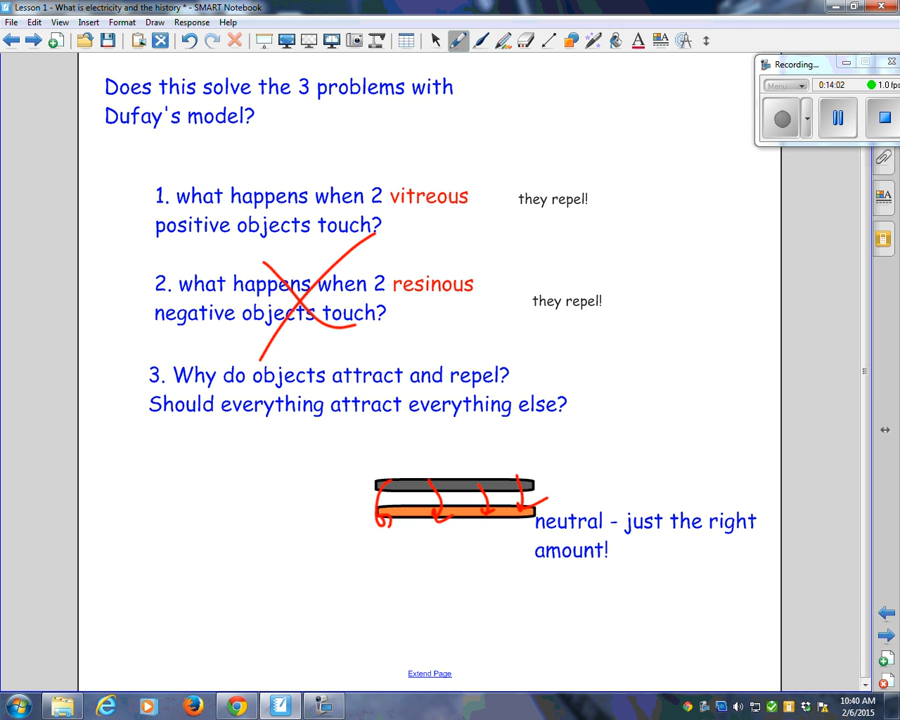 Lesson 1 - What is electricity and the history * - SMART Notebook
File Edit View Insert Format Draw Response Help
Recording...
Menu
0:14:02
1.0 fps
Does this solve the 3 problems with
Dufay's model?
1. what happens when 2 vitreous
positive objects touch?
they repel!
2. what happens when 2 resinous
negative objects touch?
they repel!
3. Why do objects attract and repel?
Should everything attract everything else?
neutral - just the right
amount!
Extend Page
10:40 AM
2/6/2015